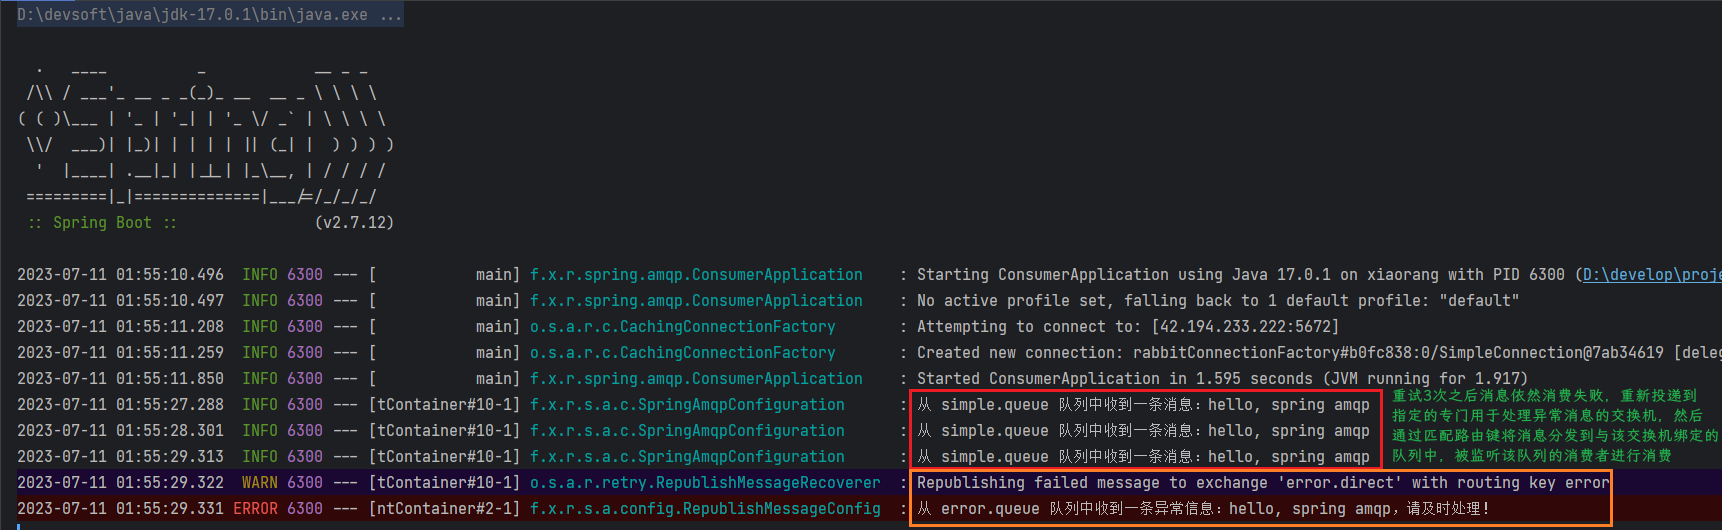 D:\devsoft\java\jdk-17.0.1\bin\java.exe ...
  .   ____          _            __ _ _
 /\\ / ___'_ __ _ _(_)_ __  __ _ \ \ \ \
( ( )\___ | '_ | '_| | '_ \/ _` | \ \ \ \
 \\/  ___)| |_)| | | | | || (_| |  ) ) ) )
  '  |____| .__|_| |_|_| |_\__, | / / / /
 =========|_|==============|___/=/_/_/_/
 :: Spring Boot ::                (v2.7.12)
2023-07-11 01:55:10.496  INFO 6300 --- [           main] f.x.r.spring.amqp.ConsumerApplication    : Starting ConsumerApplication using Java 17.0.1 on xiaorang with PID 6300 (D:\develop\proje
2023-07-11 01:55:10.497  INFO 6300 --- [           main] f.x.r.spring.amqp.ConsumerApplication    : No active profile set, falling back to 1 default profile: "default"
2023-07-11 01:55:11.208  INFO 6300 --- [           main] o.s.a.r.c.CachingConnectionFactory       : Attempting to connect to: [42.194.233.222:5672]
2023-07-11 01:55:11.259  INFO 6300 --- [           main] o.s.a.r.c.CachingConnectionFactory       : Created new connection: rabbitConnectionFactory#b0fc838:0/SimpleConnection@7ab34619 [deleg
2023-07-11 01:55:11.850  INFO 6300 --- [           main] f.x.r.spring.amqp.ConsumerApplication    : Started ConsumerApplication in 1.595 seconds (JVM running for 1.917)
2023-07-11 01:55:27.288  INFO 6300 --- [tContainer#10-1] f.x.r.s.a.c.SpringAmqpConfiguration      : 从 simple.queue 队列中收到一条消息：hello, spring amqp
2023-07-11 01:55:28.301  INFO 6300 --- [tContainer#10-1] f.x.r.s.a.c.SpringAmqpConfiguration      : 从 simple.queue 队列中收到一条消息：hello, spring amqp
2023-07-11 01:55:29.313  INFO 6300 --- [tContainer#10-1] f.x.r.s.a.c.SpringAmqpConfiguration      : 从 simple.queue 队列中收到一条消息：hello, spring amqp
重试3次之后消息依然消费失败，重新投递到
指定的专门用于处理异常消息的交换机，然后
通过匹配路由键将消息分发到与该交换机绑定的
队列中，被监听该队列的消费者进行消费
2023-07-11 01:55:29.322  WARN 6300 --- [tContainer#10-1] o.s.a.r.retry.RepublishMessageRecoverer  : Republishing failed message to exchange 'error.direct' with routing key error
2023-07-11 01:55:29.331 ERROR 6300 --- [ntContainer#2-1] f.x.r.s.a.config.RepublishMessageConfig  : 从 error.queue 队列中收到一条异常信息：hello, spring amqp，请及时处理！